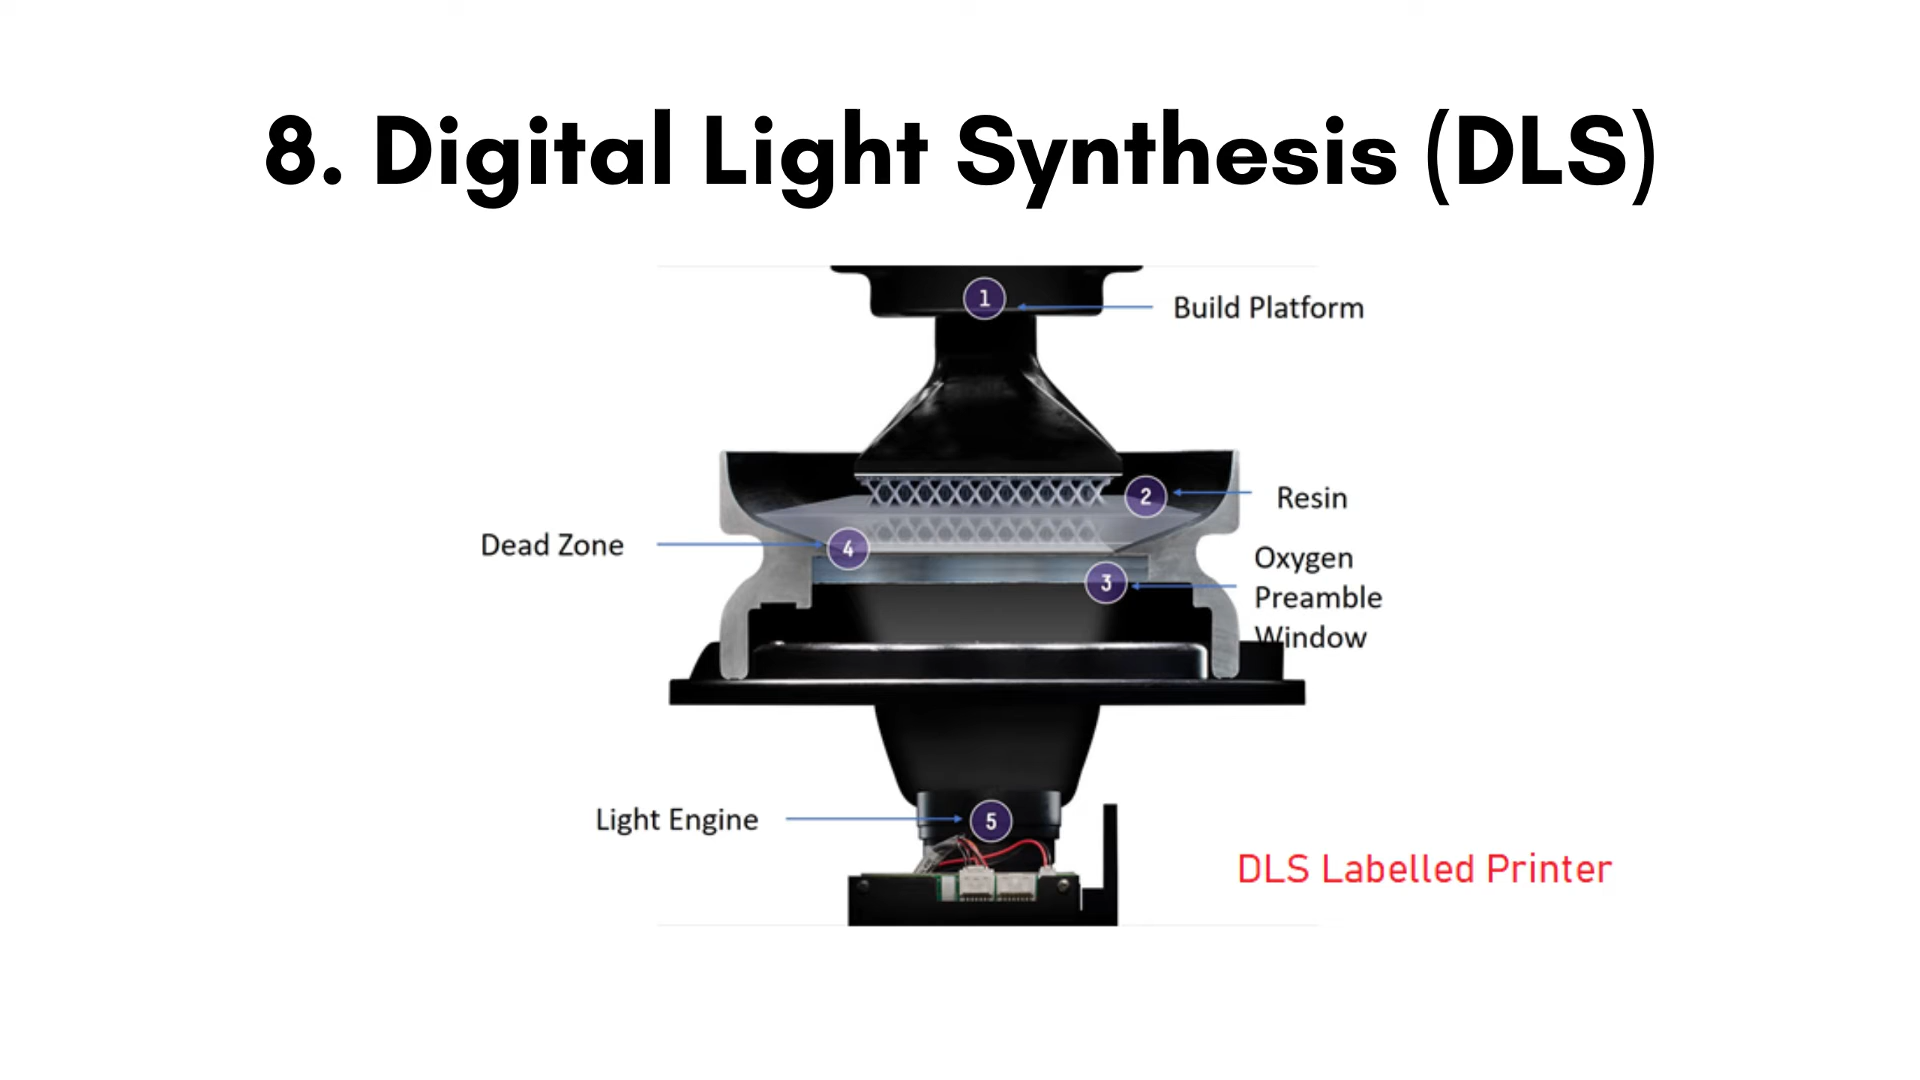 8. Digital Light Synthesis (DLS)
1
Build Platform
2
Resin
Dead Zone
4
Oxygen
3
Preamble
Window
Light Engine
5
DLS Labelled Printer